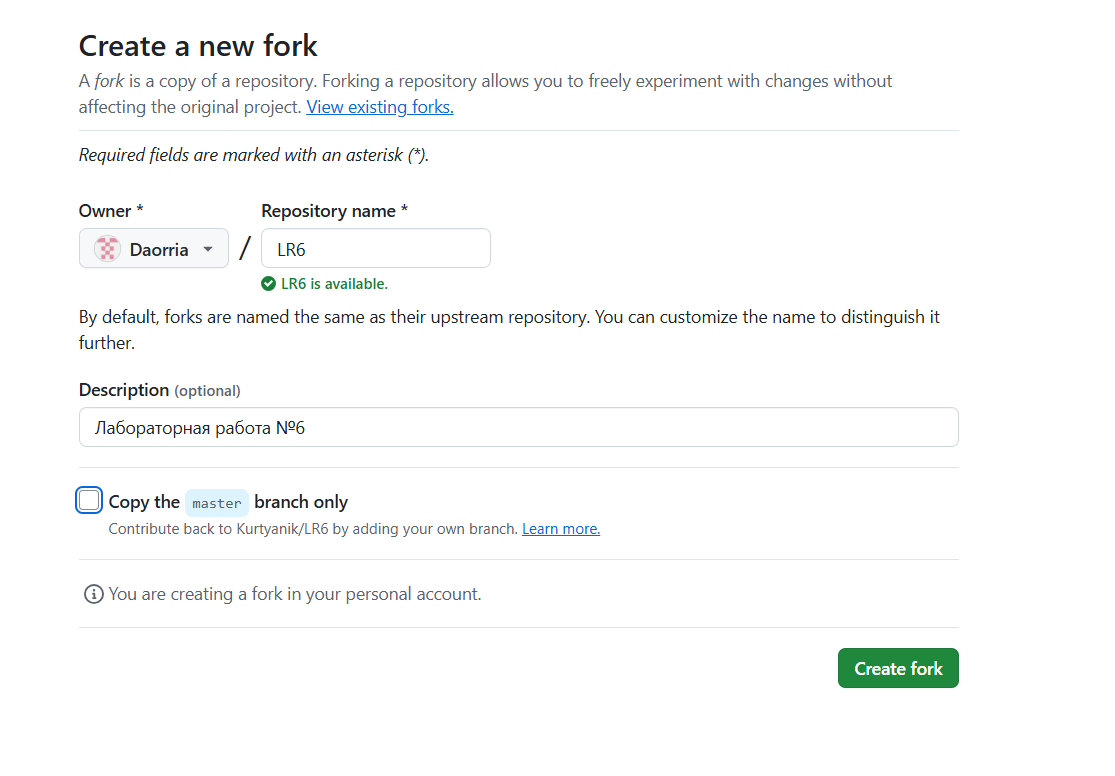 Create a new fork
A fork is a copy of a repository. Forking a repository allows you to freely experiment with changes without
affecting the original project. View existing forks.
Required fields are marked with an asterisk (*).
Owner * Repository name *
Daorria / LR6
LR6 is available.
By default, forks are named the same as their upstream repository. You can customize the name to distinguish it
further.
Description (optional)
Лабораторная работа №6
Copy the master branch only
Contribute back to Kurtyanik/LR6 by adding your own branch. Learn more.
You are creating a fork in your personal account.
Create fork